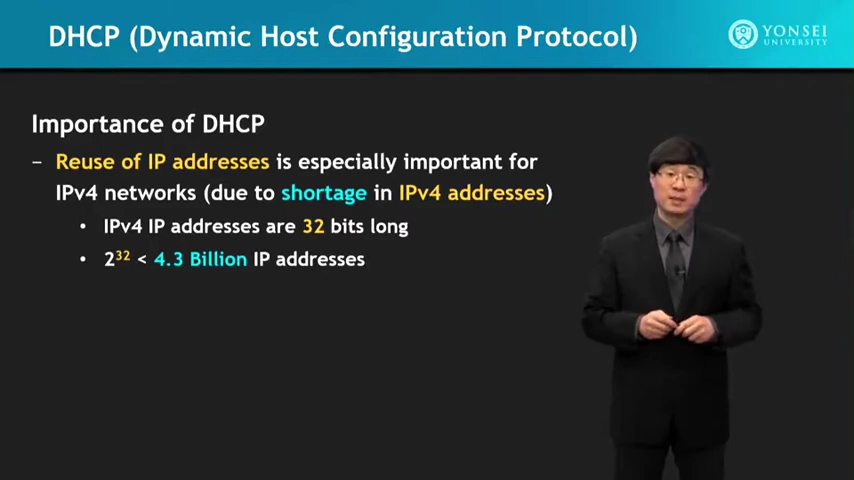 DHCP (Dynamic Host Configuration Protocol)
YONSEI
UNIVERSITY
Importance of DHCP
– Reuse of IP addresses is especially important for
IPv4 networks (due to shortage in IPv4 addresses)
• IPv4 IP addresses are 32 bits long
• 2³² < 4.3 Billion IP addresses